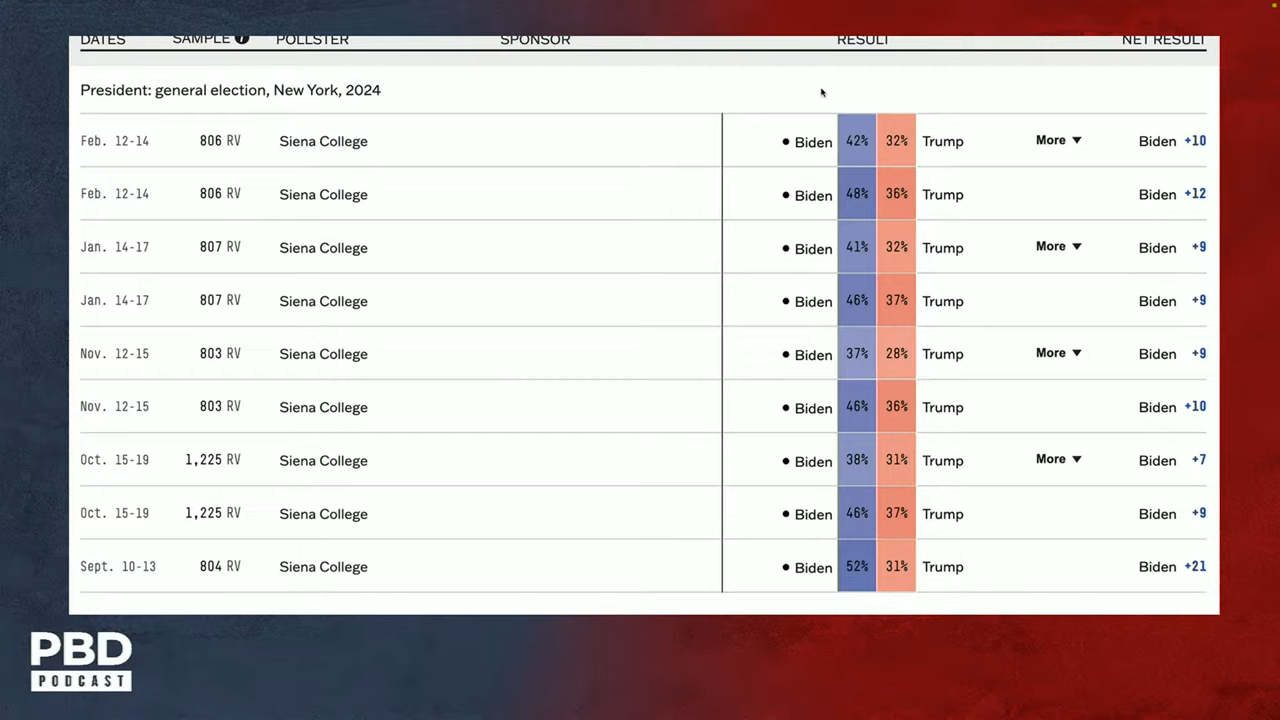 DATES SAMPLE POLLSTER SPONSOR RESULT NET RESULT
President: general election, New York, 2024
Feb. 12-14 806 RV Siena College • Biden 42% 32% Trump More ▼ Biden +10
Feb. 12-14 806 RV Siena College • Biden 48% 36% Trump Biden +12
Jan. 14-17 807 RV Siena College • Biden 41% 32% Trump More ▼ Biden +9
Jan. 14-17 807 RV Siena College • Biden 46% 37% Trump Biden +9
Nov. 12-15 803 RV Siena College • Biden 37% 28% Trump More ▼ Biden +9
Nov. 12-15 803 RV Siena College • Biden 46% 36% Trump Biden +10
Oct. 15-19 1,225 RV Siena College • Biden 38% 31% Trump More ▼ Biden +7
Oct. 15-19 1,225 RV Siena College • Biden 46% 37% Trump Biden +9
Sept. 10-13 804 RV Siena College • Biden 52% 31% Trump Biden +21
PBD
PODCAST